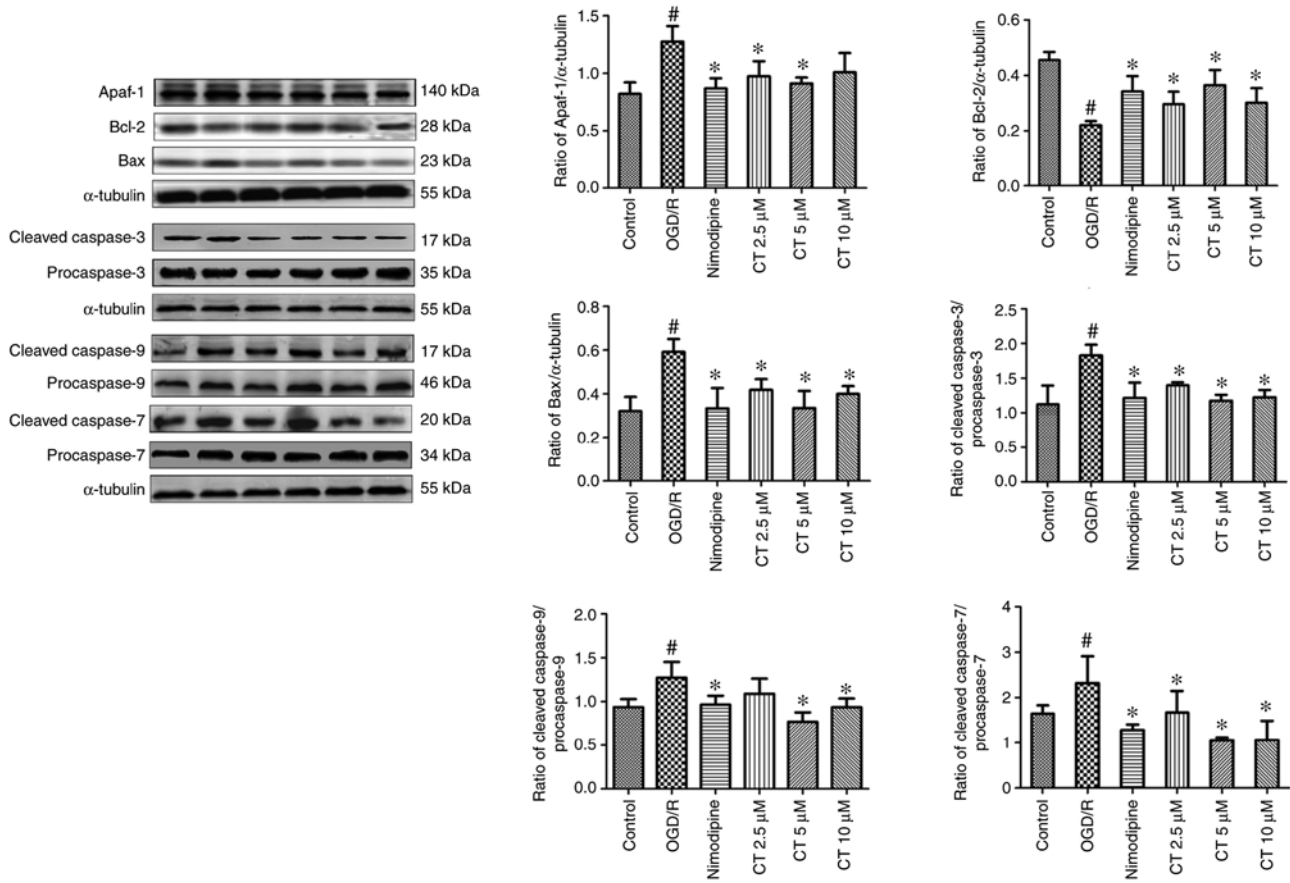 Apaf-1 140 kDa
Bcl-2 28 kDa
Bax 23 kDa
α-tubulin 55 kDa
Cleaved caspase-3 17 kDa
Procaspase-3 35 kDa
α-tubulin 55 kDa
Cleaved caspase-9 17 kDa
Procaspase-9 46 kDa
Cleaved caspase-7 20 kDa
Procaspase-7 34 kDa
α-tubulin 55 kDa
Ratio of Apaf-1/α-tubulin
1.5
1.0
0.5
0.0
#
*
*
*
Control
OGD/R
Nimodipine
CT 2.5 μM
CT 5 μM
CT 10 μM
Ratio of Bcl-2/α-tubulin
0.6
0.4
0.2
0.0
#
*
*
*
*
Control
OGD/R
Nimodipine
CT 2.5 μM
CT 5 μM
CT 10 μM
Ratio of Bax/α-tubulin
0.8
0.6
0.4
0.2
0.0
#
*
*
*
*
Control
OGD/R
Nimodipine
CT 2.5 μM
CT 5 μM
CT 10 μM
Ratio of cleaved caspase-3/
procaspase-3
2.5
2.0
1.5
1.0
0.5
0.0
#
*
*
*
*
Control
OGD/R
Nimodipine
CT 2.5 μM
CT 5 μM
CT 10 μM
Ratio of cleaved caspase-9/
procaspase-9
2.0
1.5
1.0
0.5
0.0
#
*
*
*
Control
OGD/R
Nimodipine
CT 2.5 μM
CT 5 μM
CT 10 μM
Ratio of cleaved caspase-7/
procaspase-7
4
3
2
1
0
#
*
*
*
*
Control
OGD/R
Nimodipine
CT 2.5 μM
CT 5 μM
CT 10 μM